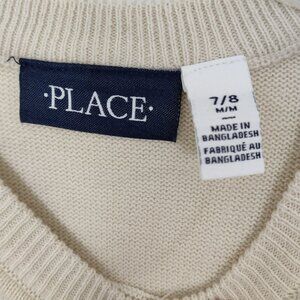 ·PLACE·
7/8
M/M
MADE IN
BANGLADESH
FABRIQUÉ AU
BANGLADESH